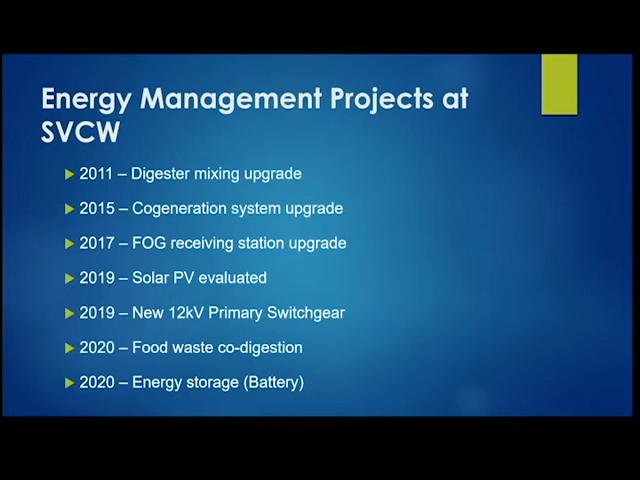 Energy Management Projects at
SVCW
2011 – Digester mixing upgrade
2015 – Cogeneration system upgrade
2017 – FOG receiving station upgrade
2019 – Solar PV evaluated
2019 – New 12kV Primary Switchgear
2020 – Food waste co-digestion
2020 – Energy storage (Battery)